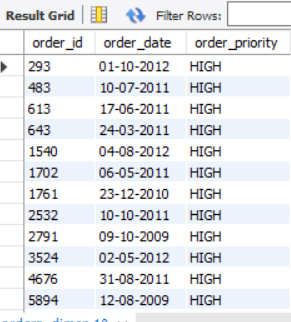 Result Grid Filter Rows:
order_id order_date order_priority
293 01-10-2012 HIGH
483 10-07-2011 HIGH
613 17-06-2011 HIGH
643 24-03-2011 HIGH
1540 04-08-2012 HIGH
1702 06-05-2011 HIGH
1761 23-12-2010 HIGH
2532 10-10-2011 HIGH
2791 09-10-2009 HIGH
3524 02-05-2012 HIGH
4676 31-08-2011 HIGH
5894 12-08-2009 HIGH